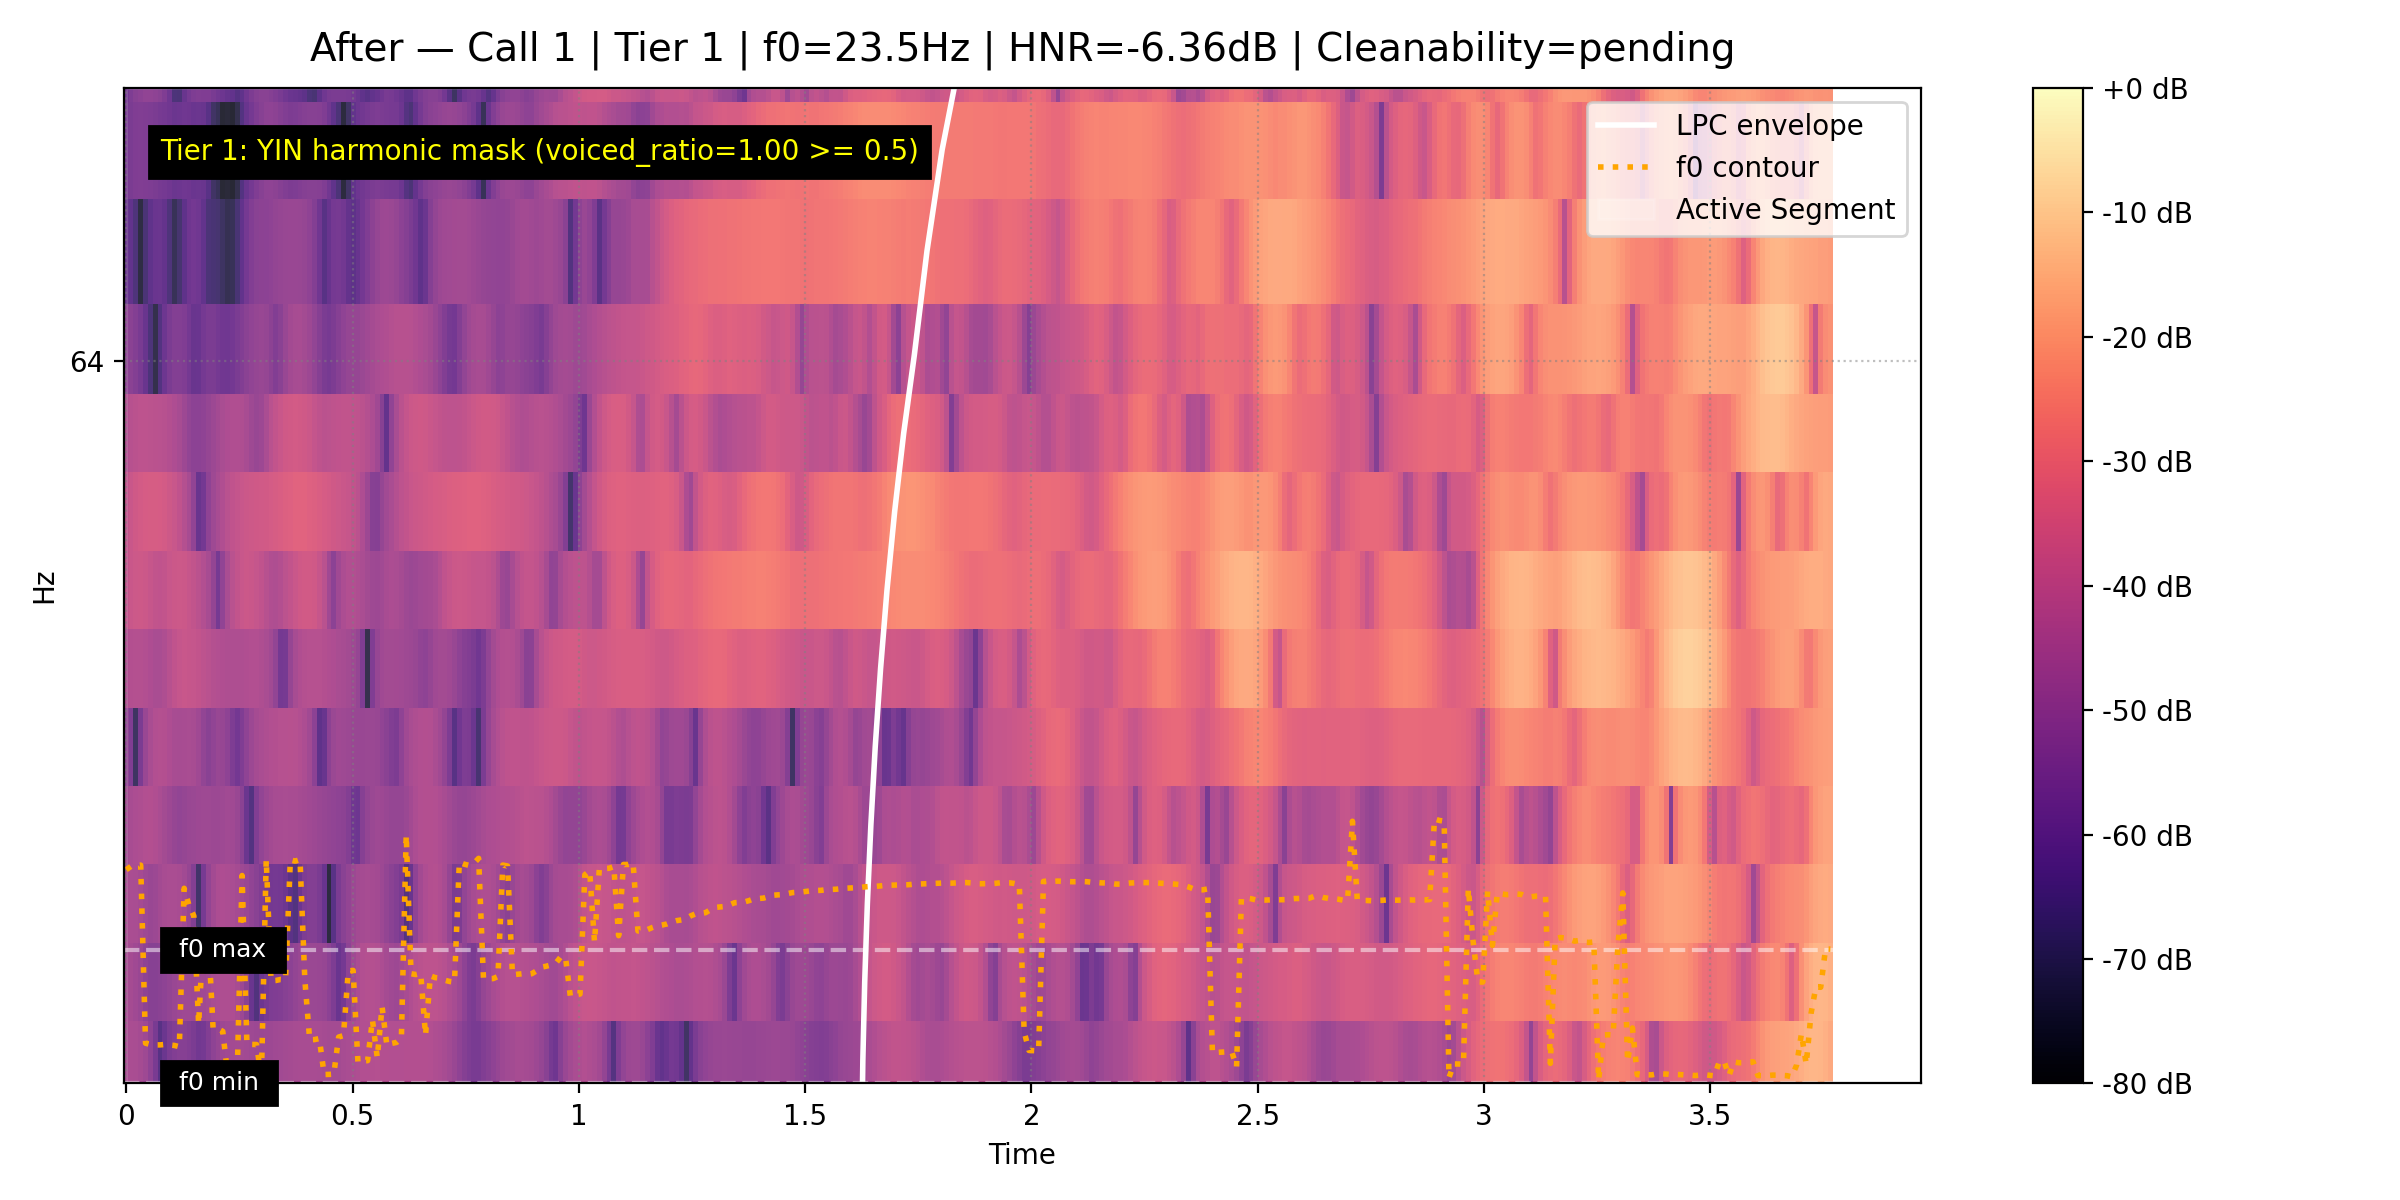 After — Call 1 | Tier 1 | f0=23.5Hz | HNR=-6.36dB | Cleanability=pending
Tier 1: YIN harmonic mask (voiced_ratio=1.00 >= 0.5)
LPC envelope
f0 contour
Active Segment
64
Hz
f0 max
f0 min
0 0.5 1 1.5 2 2.5 3 3.5
Time
+0 dB
-10 dB
-20 dB
-30 dB
-40 dB
-50 dB
-60 dB
-70 dB
-80 dB